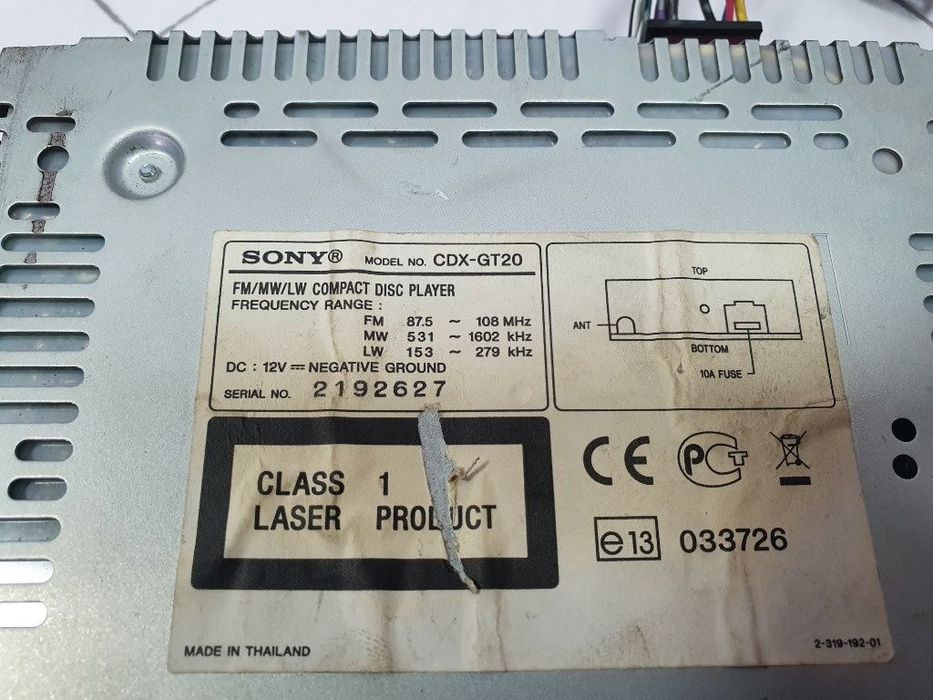 SONY® MODEL NO. CDX-GT20
FM/MW/LW COMPACT DISC PLAYER
FREQUENCY RANGE :
FM 87.5 ~ 108 MHz
MW 531 ~ 1602 kHz
LW 153 ~ 279 kHz
DC : 12V ⎓ NEGATIVE GROUND
SERIAL NO. 2192627
TOP
ANT
BOTTOM
10A FUSE
CLASS 1
LASER PRODUCT
CE PCT
e13 033726
MADE IN THAILAND
2-319-192-01